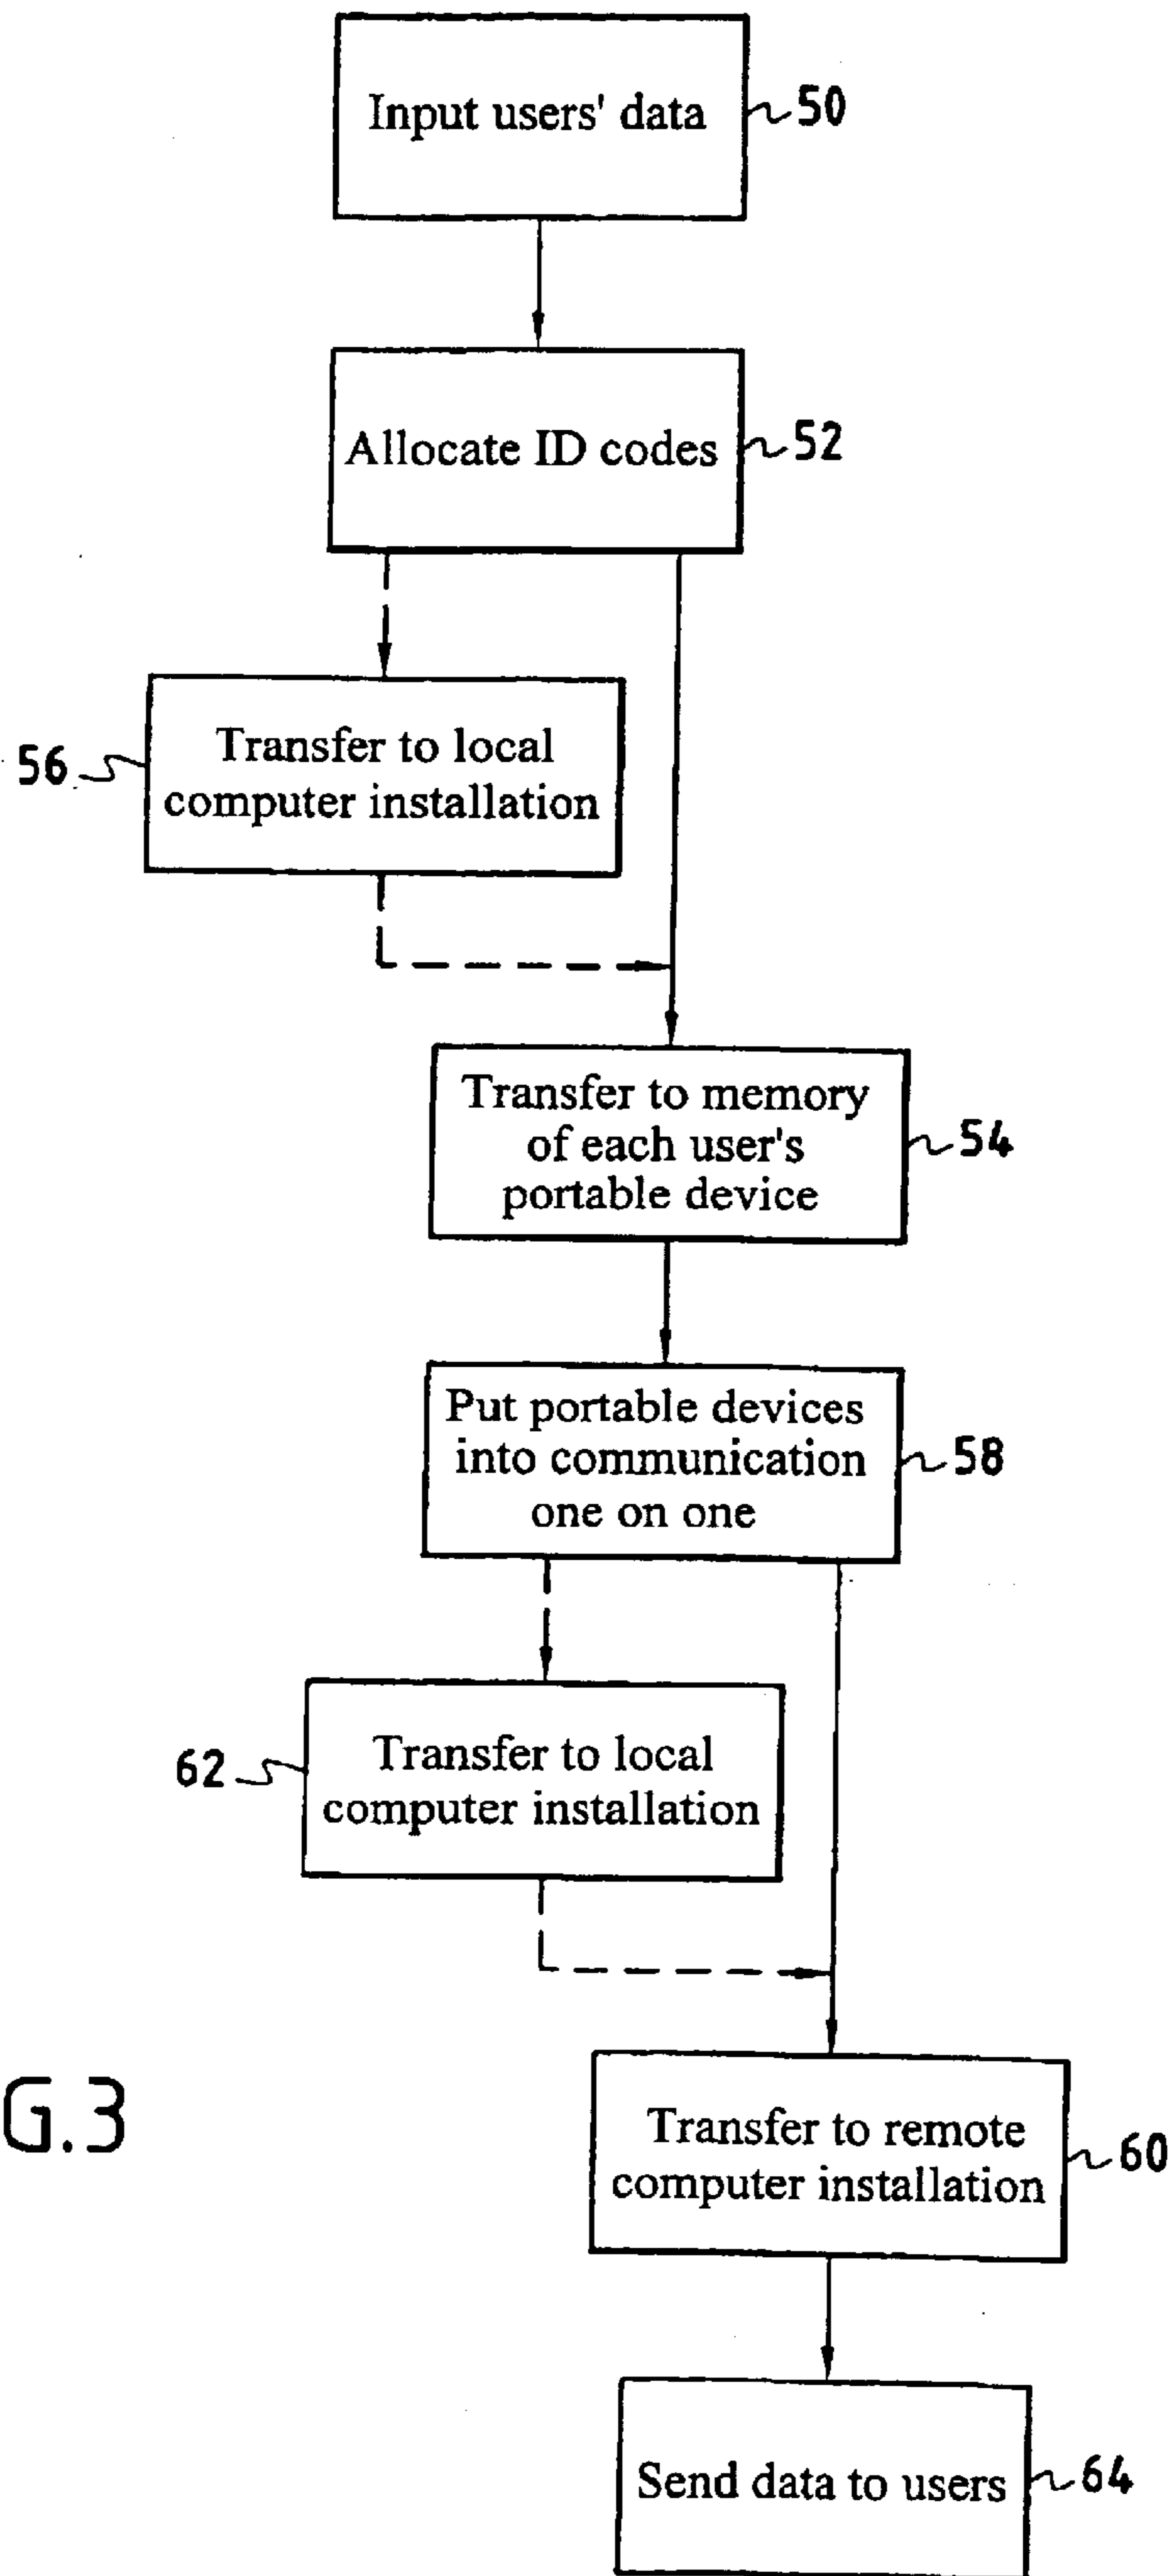 Input users' data
50
Allocate ID codes
52
Transfer to local
computer installation
56
Transfer to memory
of each user's
portable device
54
Put portable devices
into communication
one on one
58
Transfer to local
computer installation
62
Transfer to remote
computer installation
60
G.3
Send data to users
64